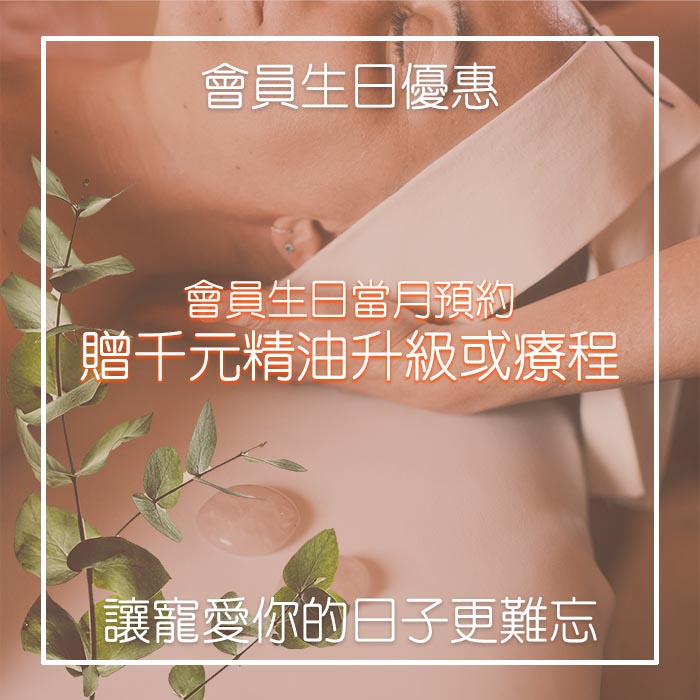 會員生日優惠
會員生日當月預約
贈千元精油升級或療程
讓寵愛你的日子更難忘